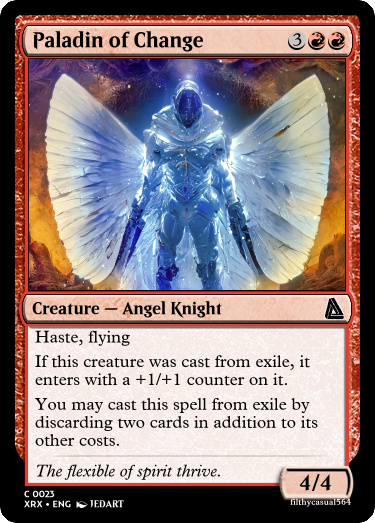 Paladin of Change 3
Creature — Angel Knight
Haste, flying
If this creature was cast from exile, it
enters with a +1/+1 counter on it.
You may cast this spell from exile by
discarding two cards in addition to its
other costs.
The flexible of spirit thrive.
4/4
C 0023
XRX • ENG JEDART
filthycasual564